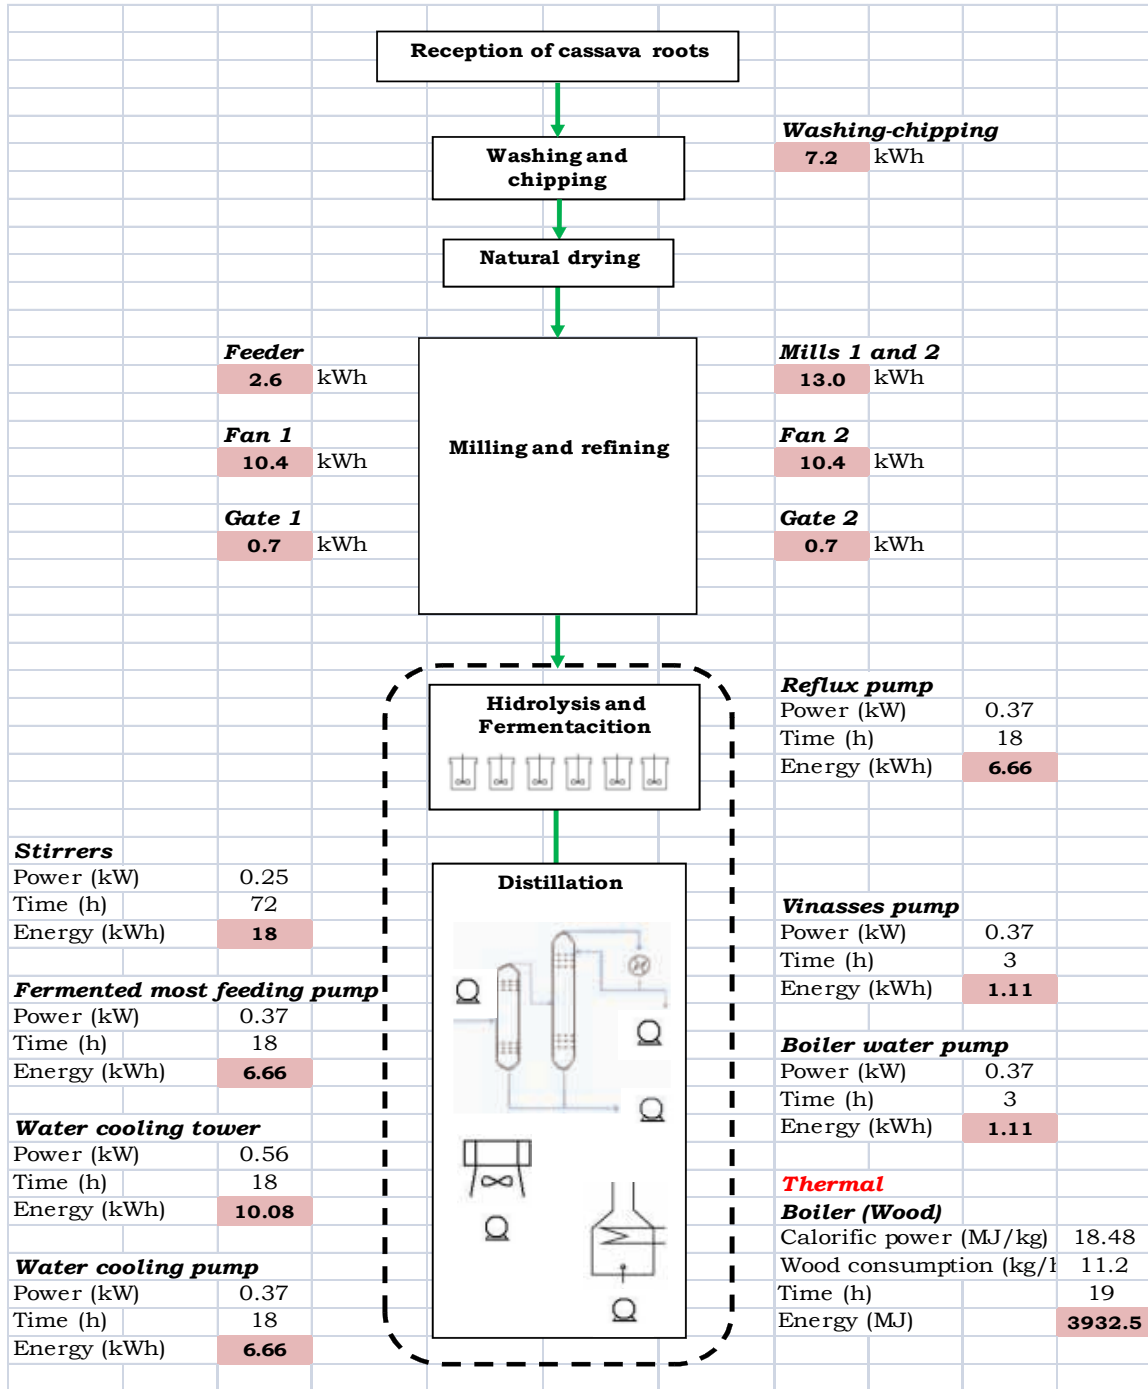 Reception of cassava roots
Washing and
chipping
Washing-chipping
7.2 kWh
Natural drying
Feeder
2.6 kWh
Fan 1
10.4 kWh
Gate 1
0.7 kWh
Milling and refining
Mills 1 and 2
13.0 kWh
Fan 2
10.4 kWh
Gate 2
0.7 kWh
Hidrolysis and
Fermentacition
Reflux pump
Power (kW) 0.37
Time (h) 18
Energy (kWh) 6.66
Stirrers
Power (kW) 0.25
Time (h) 72
Energy (kWh) 18
Fermented most feeding pump
Power (kW) 0.37
Time (h) 18
Energy (kWh) 6.66
Water cooling tower
Power (kW) 0.56
Time (h) 18
Energy (kWh) 10.08
Water cooling pump
Power (kW) 0.37
Time (h) 18
Energy (kWh) 6.66
Distillation
Vinasses pump
Power (kW) 0.37
Time (h) 3
Energy (kWh) 1.11
Boiler water pump
Power (kW) 0.37
Time (h) 3
Energy (kWh) 1.11
Thermal
Boiler (Wood)
Calorific power (MJ/kg) 18.48
Wood consumption (kg/h 11.2
Time (h) 19
Energy (MJ) 3932.5